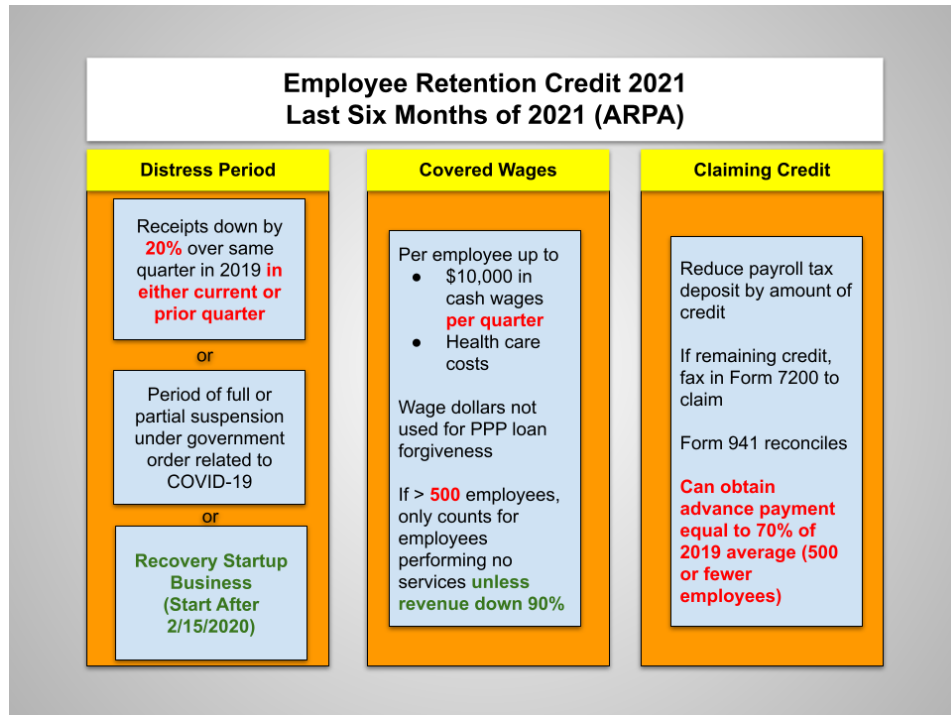 Employee Retention Credit 2021
Last Six Months of 2021 (ARPA)
Distress Period
Receipts down by
20% over same
quarter in 2019 in
either current or
prior quarter
or
Period of full or
partial suspension
under government
order related to
COVID-19
or
Recovery Startup
Business
(Start After
2/15/2020)
Covered Wages
Per employee up to
● $10,000 in
cash wages
per quarter
● Health care
costs
Wage dollars not
used for PPP loan
forgiveness
If > 500 employees,
only counts for
employees
performing no
services unless
revenue down 90%
Claiming Credit
Reduce payroll tax
deposit by amount of
credit
If remaining credit,
fax in Form 7200 to
claim
Form 941 reconciles
Can obtain
advance payment
equal to 70% of
2019 average (500
or fewer
employees)